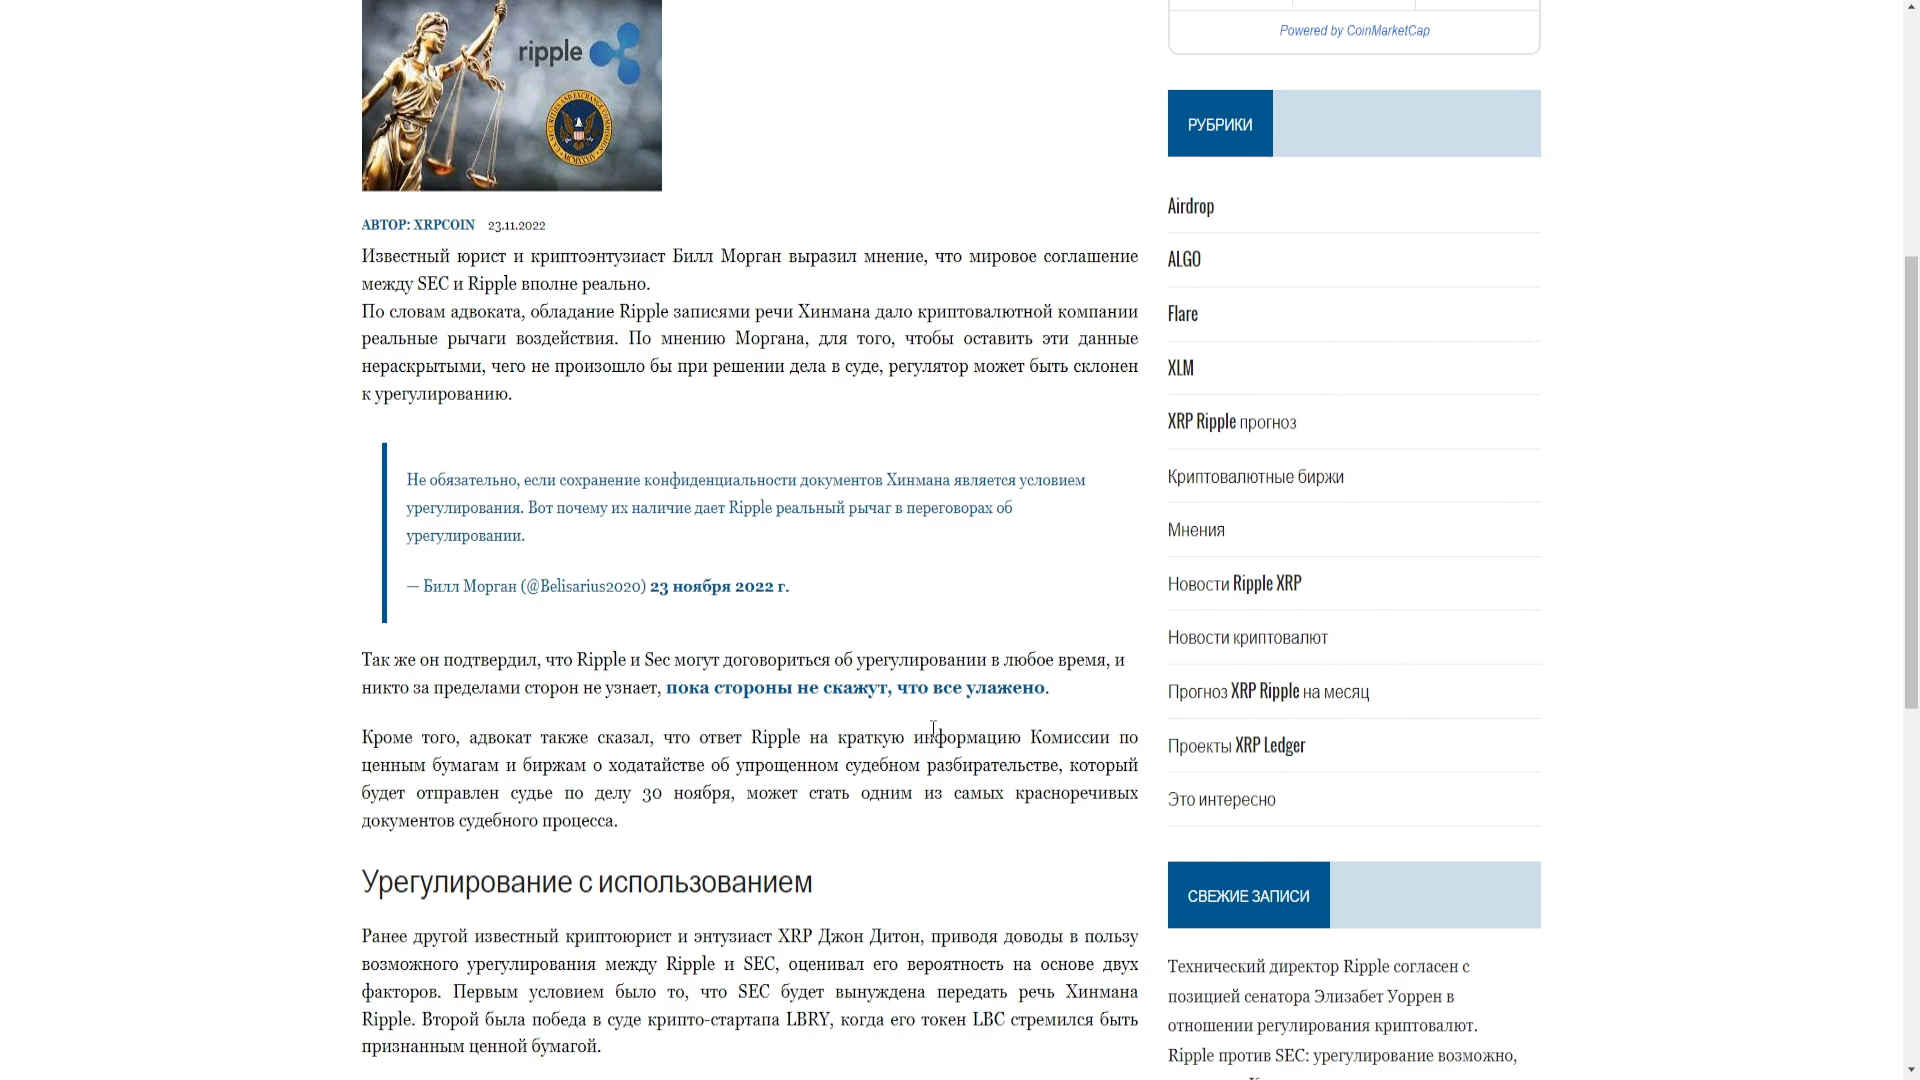 ripple
АВТОР: XRPCOIN 23.11.2022
Известный юрист и криптоэнтузиаст Билл Морган выразил мнение, что мировое соглашение
между SEC и Ripple вполне реально.
По словам адвоката, обладание Ripple записями речи Хинмана дало криптовалютной компании
реальные рычаги воздействия. По мнению Моргана, для того, чтобы оставить эти данные
нераскрытыми, чего не произошло бы при решении дела в суде, регулятор может быть склонен
к урегулированию.
Не обязательно, если сохранение конфиденциальности документов Хинмана является условием
урегулирования. Вот почему их наличие дает Ripple реальный рычаг в переговорах об
урегулировании.
— Билл Морган (@Belisarius2020) 23 ноября 2022 г.
Так же он подтвердил, что Ripple и Sec могут договориться об урегулировании в любое время, и
никто за пределами сторон не узнает, пока стороны не скажут, что все улажено.
Кроме того, адвокат также сказал, что ответ Ripple на краткую информацию Комиссии по
ценным бумагам и биржам о ходатайстве об упрощенном судебном разбирательстве, который
будет отправлен судье по делу 30 ноября, может стать одним из самых красноречивых
документов судебного процесса.
Урегулирование с использованием
Ранее другой известный криптоюрист и энтузиаст XRP Джон Дитон, приводя доводы в пользу
возможного урегулирования между Ripple и SEC, оценивал его вероятность на основе двух
факторов. Первым условием было то, что SEC будет вынуждена передать речь Хинмана
Ripple. Второй была победа в суде крипто-стартапа LBRY, когда его токен LBC стремился быть
признанным ценной бумагой.
Powered by CoinMarketCap
РУБРИКИ
Airdrop
ALGO
Flare
XLM
XRP Ripple прогноз
Криптовалютные биржи
Мнения
Новости Ripple XRP
Новости криптовалют
Прогноз XRP Ripple на месяц
Проекты XRP Ledger
Это интересно
СВЕЖИЕ ЗАПИСИ
Технический директор Ripple согласен с
позицией сенатора Элизабет Уоррен в
отношении регулирования криптовалют.
Ripple против SEC: урегулирование возможно,